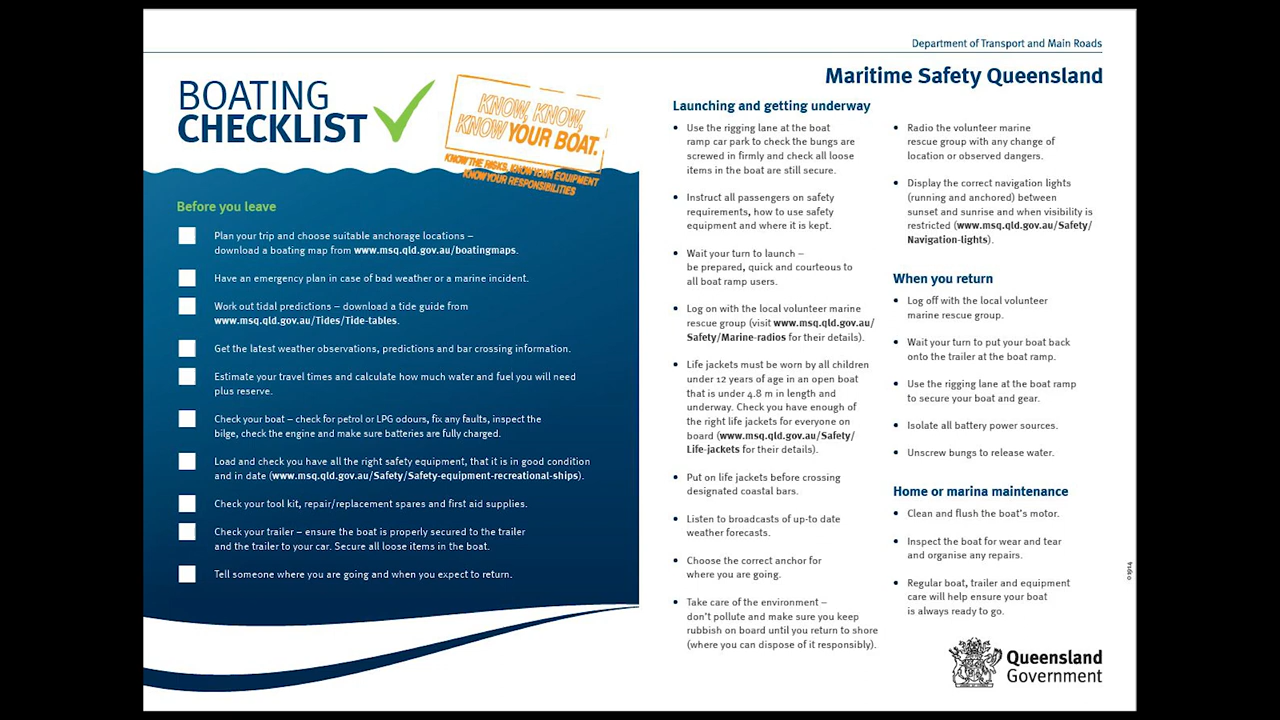 Department of Transport and Main Roads
Maritime Safety Queensland
BOATING
CHECKLIST
KNOW, KNOW,
KNOW YOUR BOAT.
KNOW THE RISKS. KNOW YOUR EQUIPMENT
KNOW YOUR RESPONSIBILITIES
Before you leave
Plan your trip and choose suitable anchorage locations –
download a boating map from www.msq.qld.gov.au/boatingmaps.
Have an emergency plan in case of bad weather or a marine incident.
Work out tidal predictions – download a tide guide from
www.msq.qld.gov.au/Tides/Tide-tables.
Get the latest weather observations, predictions and bar crossing information.
Estimate your travel times and calculate how much water and fuel you will need
plus reserve.
Check your boat – check for petrol or LPG odours, fix any faults, inspect the
bilge, check the engine and make sure batteries are fully charged.
Load and check you have all the right safety equipment, that it is in good condition
and in date (www.msq.qld.gov.au/Safety/Safety-equipment-recreational-ships).
Check your tool kit, repair/replacement spares and first aid supplies.
Check your trailer – ensure the boat is properly secured to the trailer
and the trailer to your car. Secure all loose items in the boat.
Tell someone where you are going and when you expect to return.
Launching and getting underway
• Use the rigging lane at the boat
ramp car park to check the bungs are
screwed in firmly and check all loose
items in the boat are still secure.
• Instruct all passengers on safety
requirements, how to use safety
equipment and where it is kept.
• Wait your turn to launch –
be prepared, quick and courteous to
all boat ramp users.
• Log on with the local volunteer marine
rescue group (visit www.msq.qld.gov.au/
Safety/Marine-radios for their details).
• Life jackets must be worn by all children
under 12 years of age in an open boat
that is under 4.8 m in length and
underway. Check you have enough of
the right life jackets for everyone on
board (www.msq.qld.gov.au/Safety/
Life-jackets for their details).
• Put on life jackets before crossing
designated coastal bars.
• Listen to broadcasts of up-to date
weather forecasts.
• Choose the correct anchor for
where you are going.
• Take care of the environment –
don't pollute and make sure you keep
rubbish on board until you return to shore
(where you can dispose of it responsibly).
• Radio the volunteer marine
rescue group with any change of
location or observed dangers.
• Display the correct navigation lights
(running and anchored) between
sunset and sunrise and when visibility is
restricted (www.msq.qld.gov.au/Safety/
Navigation-lights).
When you return
• Log off with the local volunteer
marine rescue group.
• Wait your turn to put your boat back
onto the trailer at the boat ramp.
• Use the rigging lane at the boat ramp
to secure your boat and gear.
• Isolate all battery power sources.
• Unscrew bungs to release water.
Home or marina maintenance
• Clean and flush the boat's motor.
• Inspect the boat for wear and tear
and organise any repairs.
• Regular boat, trailer and equipment
care will help ensure your boat
is always ready to go.
Queensland
Government